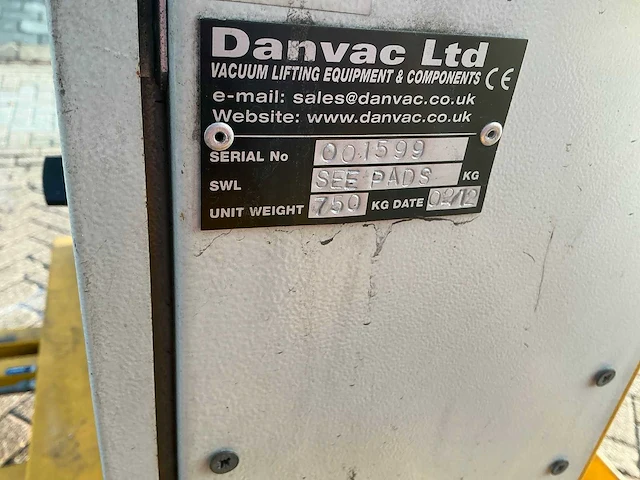 Danvac Ltd
VACUUM LIFTING EQUIPMENT & COMPONENTS CE
e-mail: sales@danvac.co.uk
Website: www.danvac.co.uk
SERIAL No 001599
SWL SEE PADS KG
UNIT WEIGHT 750 KG DATE 02/12